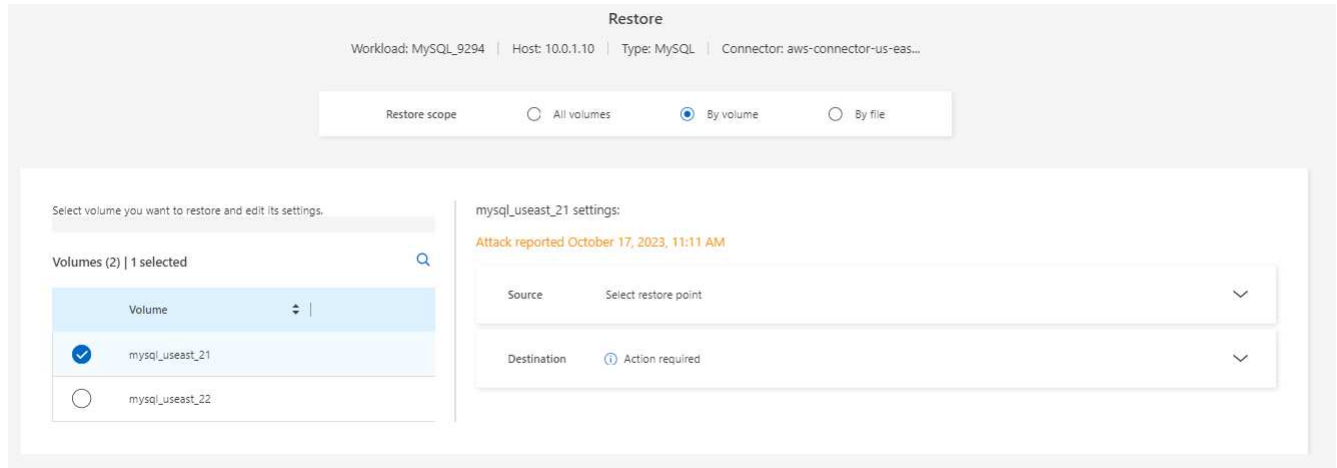 Restore
Workload: MySQL_9294 | Host: 10.0.1.10 | Type: MySQL | Connector: aws-connector-us-eas...
Restore scope All volumes By volume By file
Select volume you want to restore and edit its settings.
Volumes (2) | 1 selected
Volume
mysql_useast_21
mysql_useast_22
mysql_useast_21 settings:
Attack reported October 17, 2023, 11:11 AM
Source Select restore point
Destination Action required